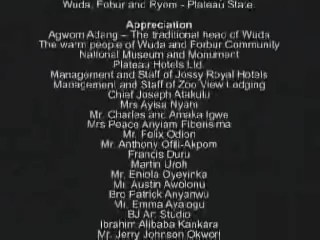 Wuda, Fobur and Ryom - Plateau State.
Appreciation
Agwom Adang – The traditional head of Wuda
The warm people of Wuda and Forbur Community
National Museum and Monument
Plateau Hotels Ltd.
Management and Staff of Jossy Royal Hotels
Management and Staff of Zoo View Lodging
Chief Joseph Atakulu
Mrs Ayisa Nyam
Mr. Charles and Amaka Igwe
Mrs Peace Anyiam Fiberisima
Mr. Felix Odion
Mr. Anthony Ofili-Akpom
Francis Duru
Martin Uroh
Mr. Eniola Oyeyinka
Mr. Austin Awolonu
Bro Patrick Anyanwu
Mr. Emma Ayalogu
BJ Art Studio
Ibrahim Alibaba Kankara
Mr. Jerry Johnson Okwori